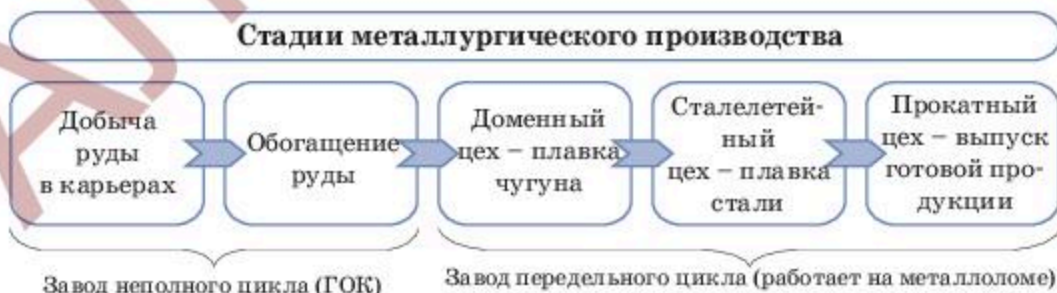 Стадии металлургического производства
Добыча
руды
в карьерах
Обогащение
руды
Доменный
цех – плавка
чугуна
Сталелетей-
ный
цех – плавка
стали
Прокатный
цех – выпуск
готовой про-
дукции
Завод неполного цикла (ГОК)
Завод передельного цикла (работает на металлоломе)